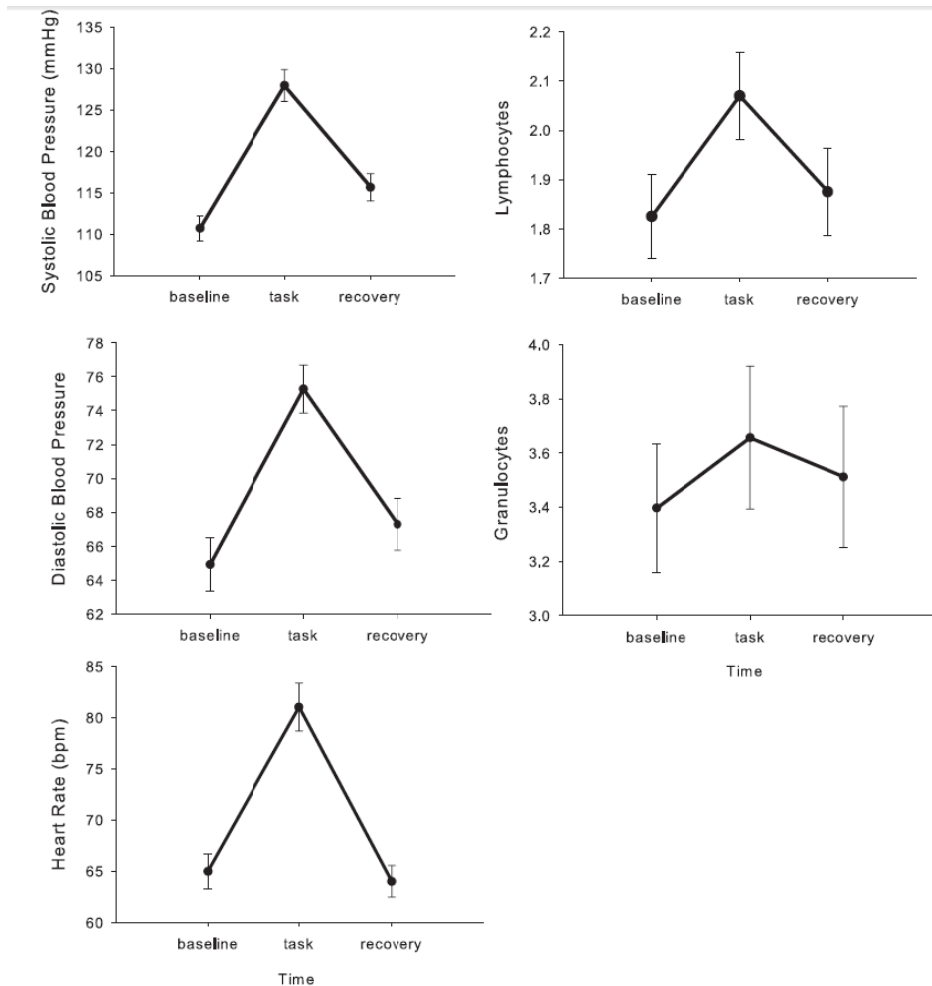 Systolic Blood Pressure (mmHg)
135
130
125
120
115
110
105
baseline task recovery
Lymphocytes
2.2
2.1
2.0
1.9
1.8
1.7
baseline task recovery
Diastolic Blood Pressure
78
76
74
72
70
68
66
64
62
baseline task recovery
Granulocytes
4.0
3.8
3.6
3.4
3.2
3.0
baseline task recovery
Time
Heart Rate (bpm)
85
80
75
70
65
60
baseline task recovery
Time